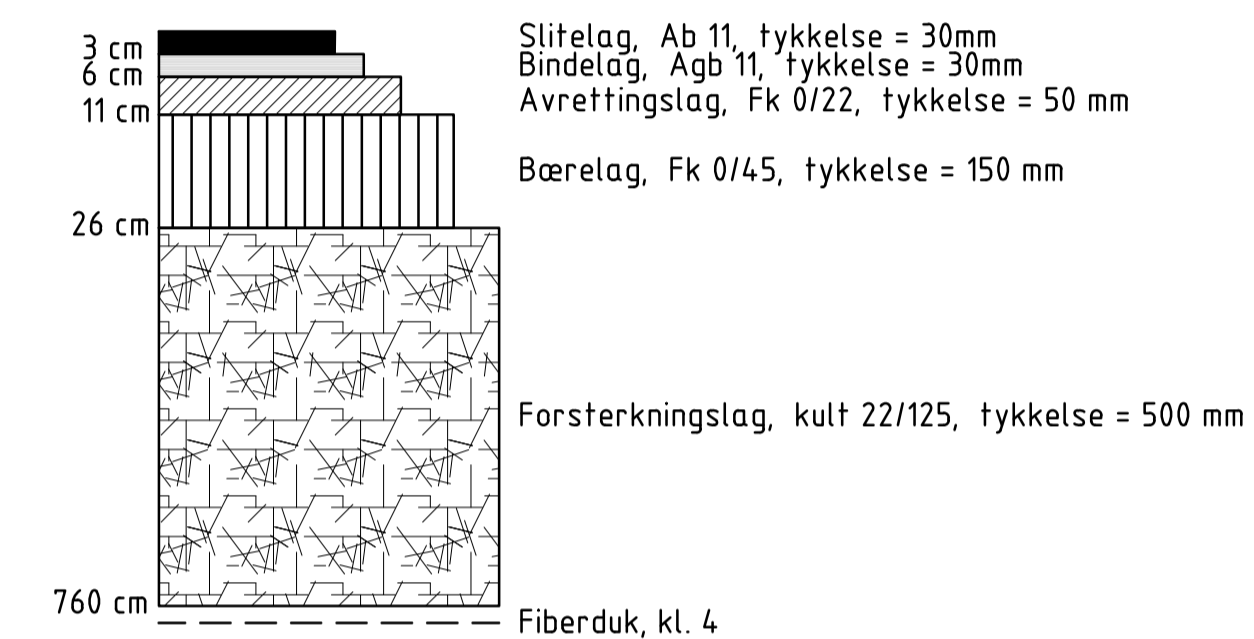 3 cm
Slitelag, Ab 11, tykkelse = 30mm
6 cm
Bindelag, Agb 11, tykkelse = 30mm
11 cm
Avrettingslag, Fk 0/22, tykkelse = 50 mm
Bærelag, Fk 0/45, tykkelse = 150 mm
26 cm
Forsterkningslag, kult 22/125, tykkelse = 500 mm
760 cm
Fiberduk, kl. 4